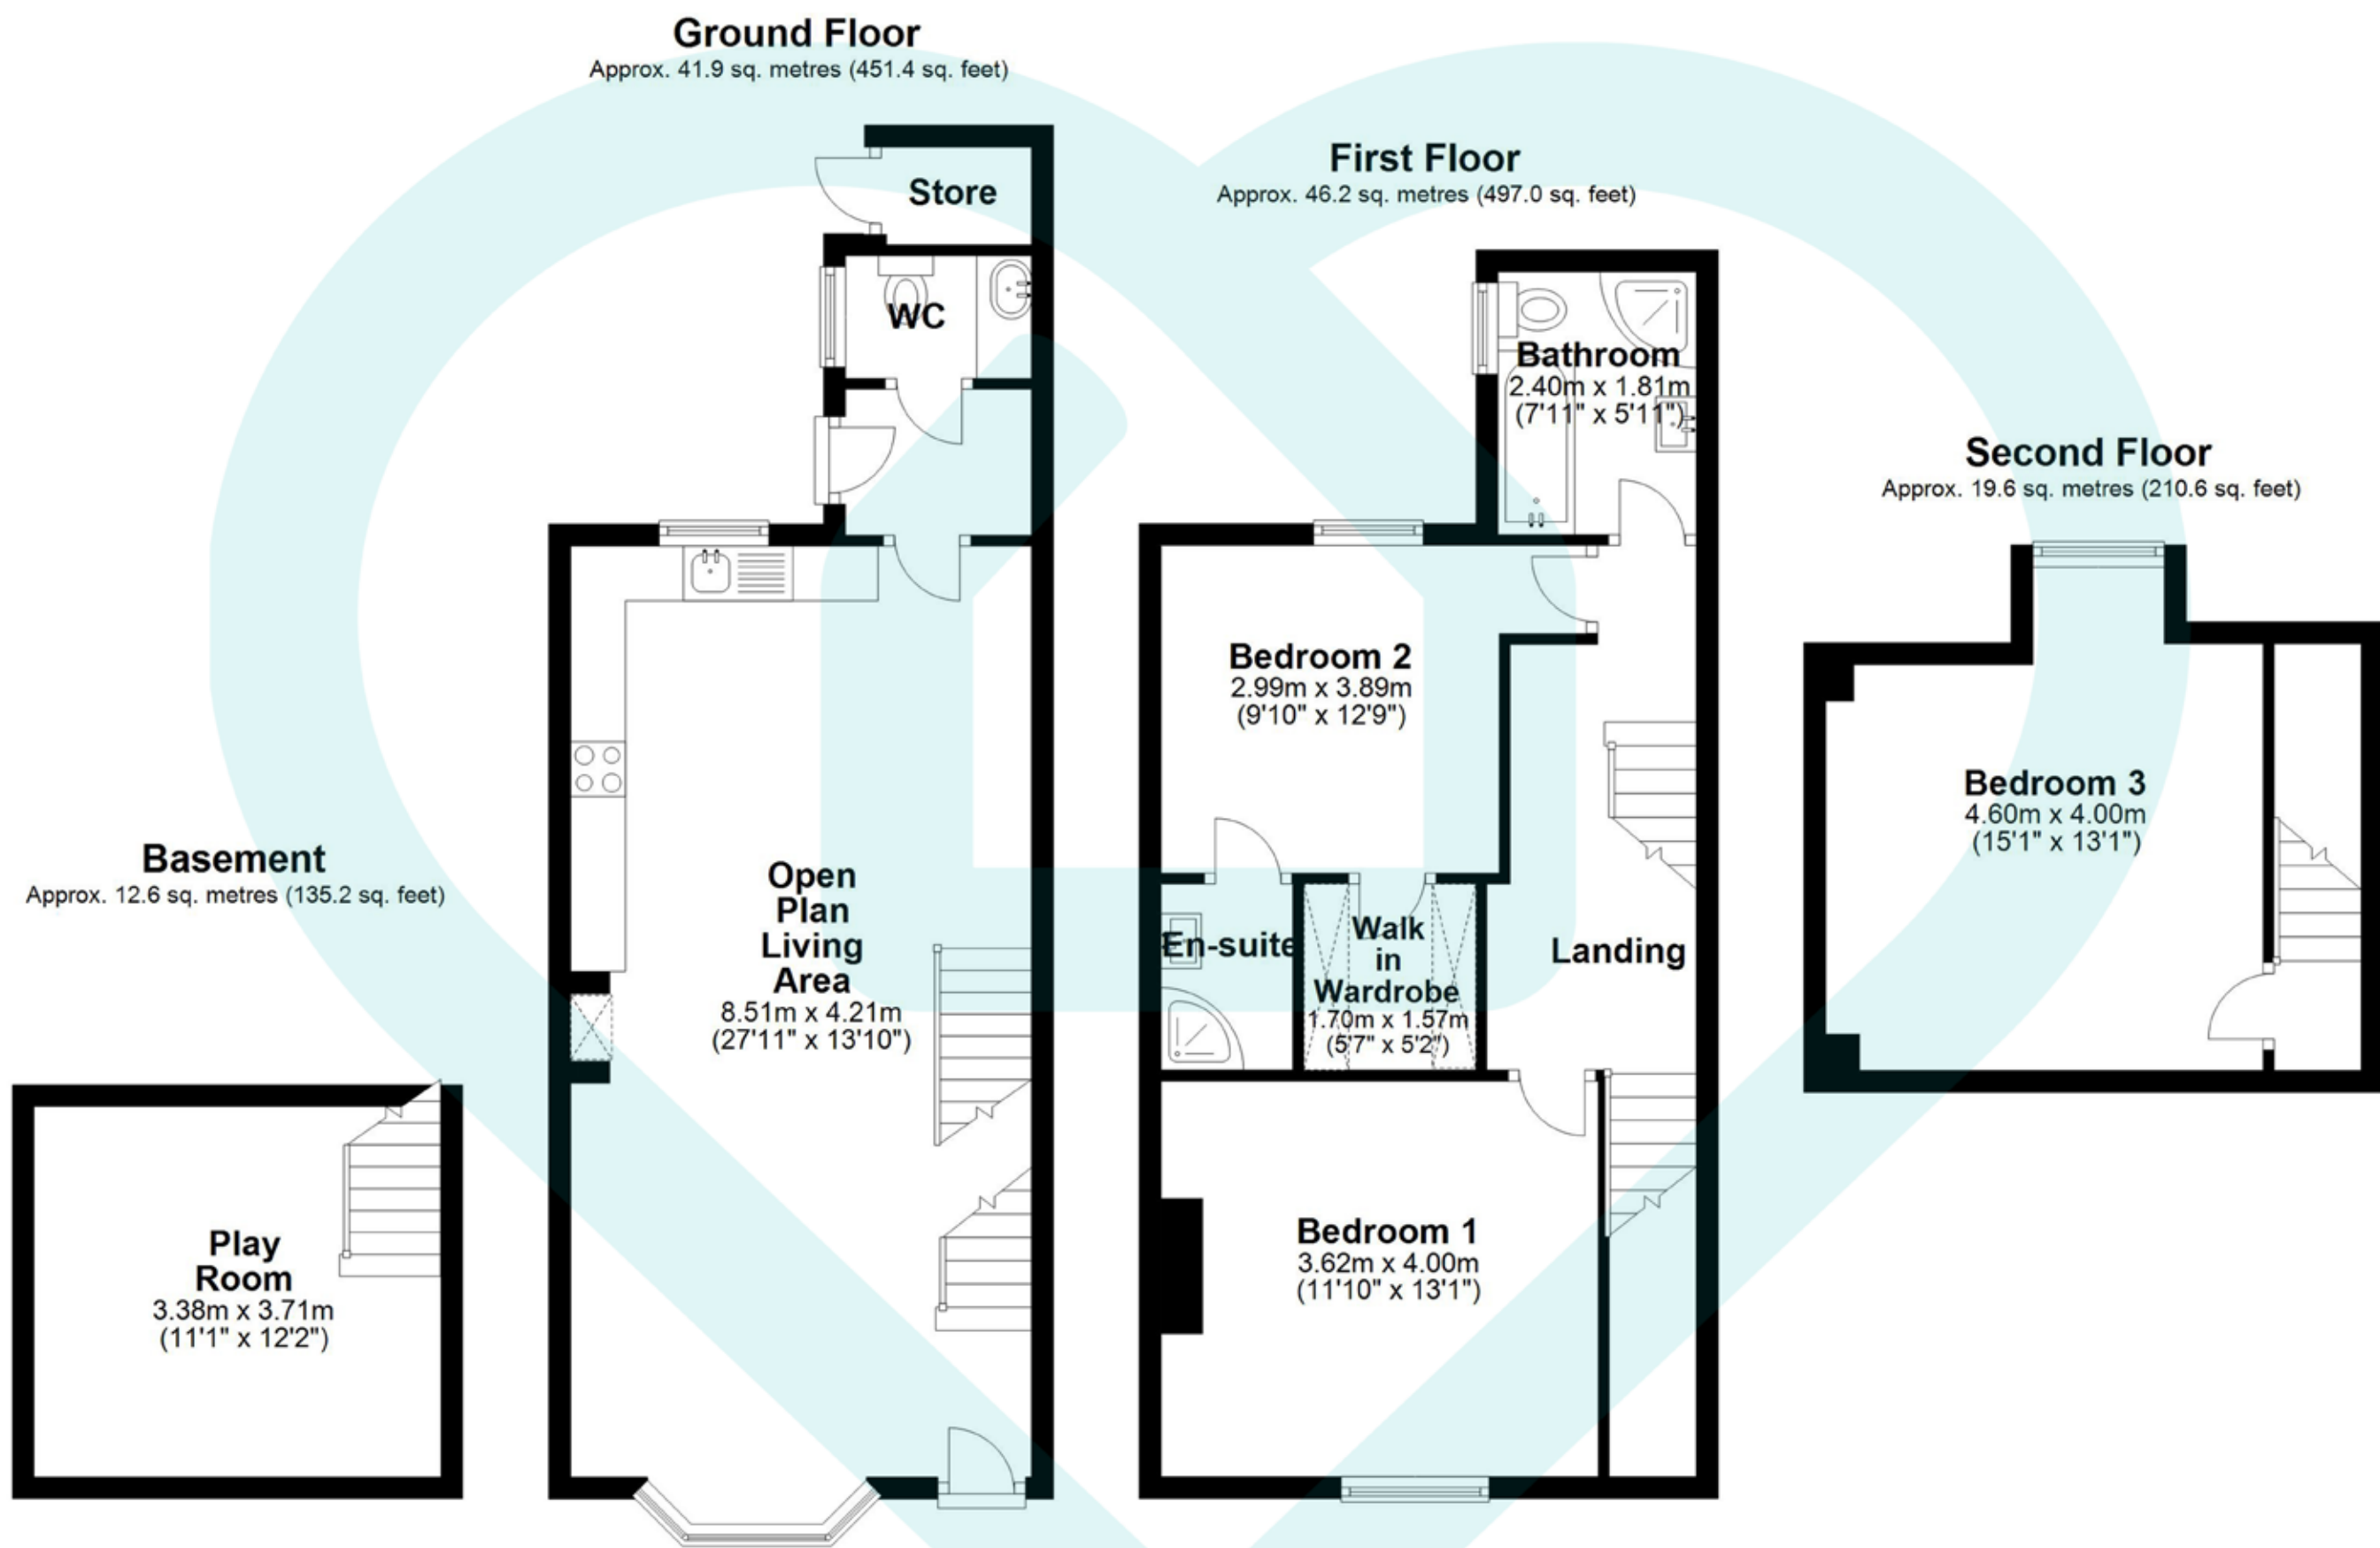 Ground Floor
Approx. 41.9 sq. metres (451.4 sq. feet)
Store
WC
Open
Plan
Living
Area
8.51m x 4.21m
(27'11" x 13'10")
First Floor
Approx. 46.2 sq. metres (497.0 sq. feet)
Bathroom
2.40m x 1.81m
(7'11" x 5'11")
Bedroom 2
2.99m x 3.89m
(9'10" x 12'9")
En-suite
Walk
in
Wardrobe
1.70m x 1.57m
(5'7" x 5'2")
Landing
Bedroom 1
3.62m x 4.00m
(11'10" x 13'1")
Second Floor
Approx. 19.6 sq. metres (210.6 sq. feet)
Bedroom 3
4.60m x 4.00m
(15'1" x 13'1")
Basement
Approx. 12.6 sq. metres (135.2 sq. feet)
Play
Room
3.38m x 3.71m
(11'1" x 12'2")